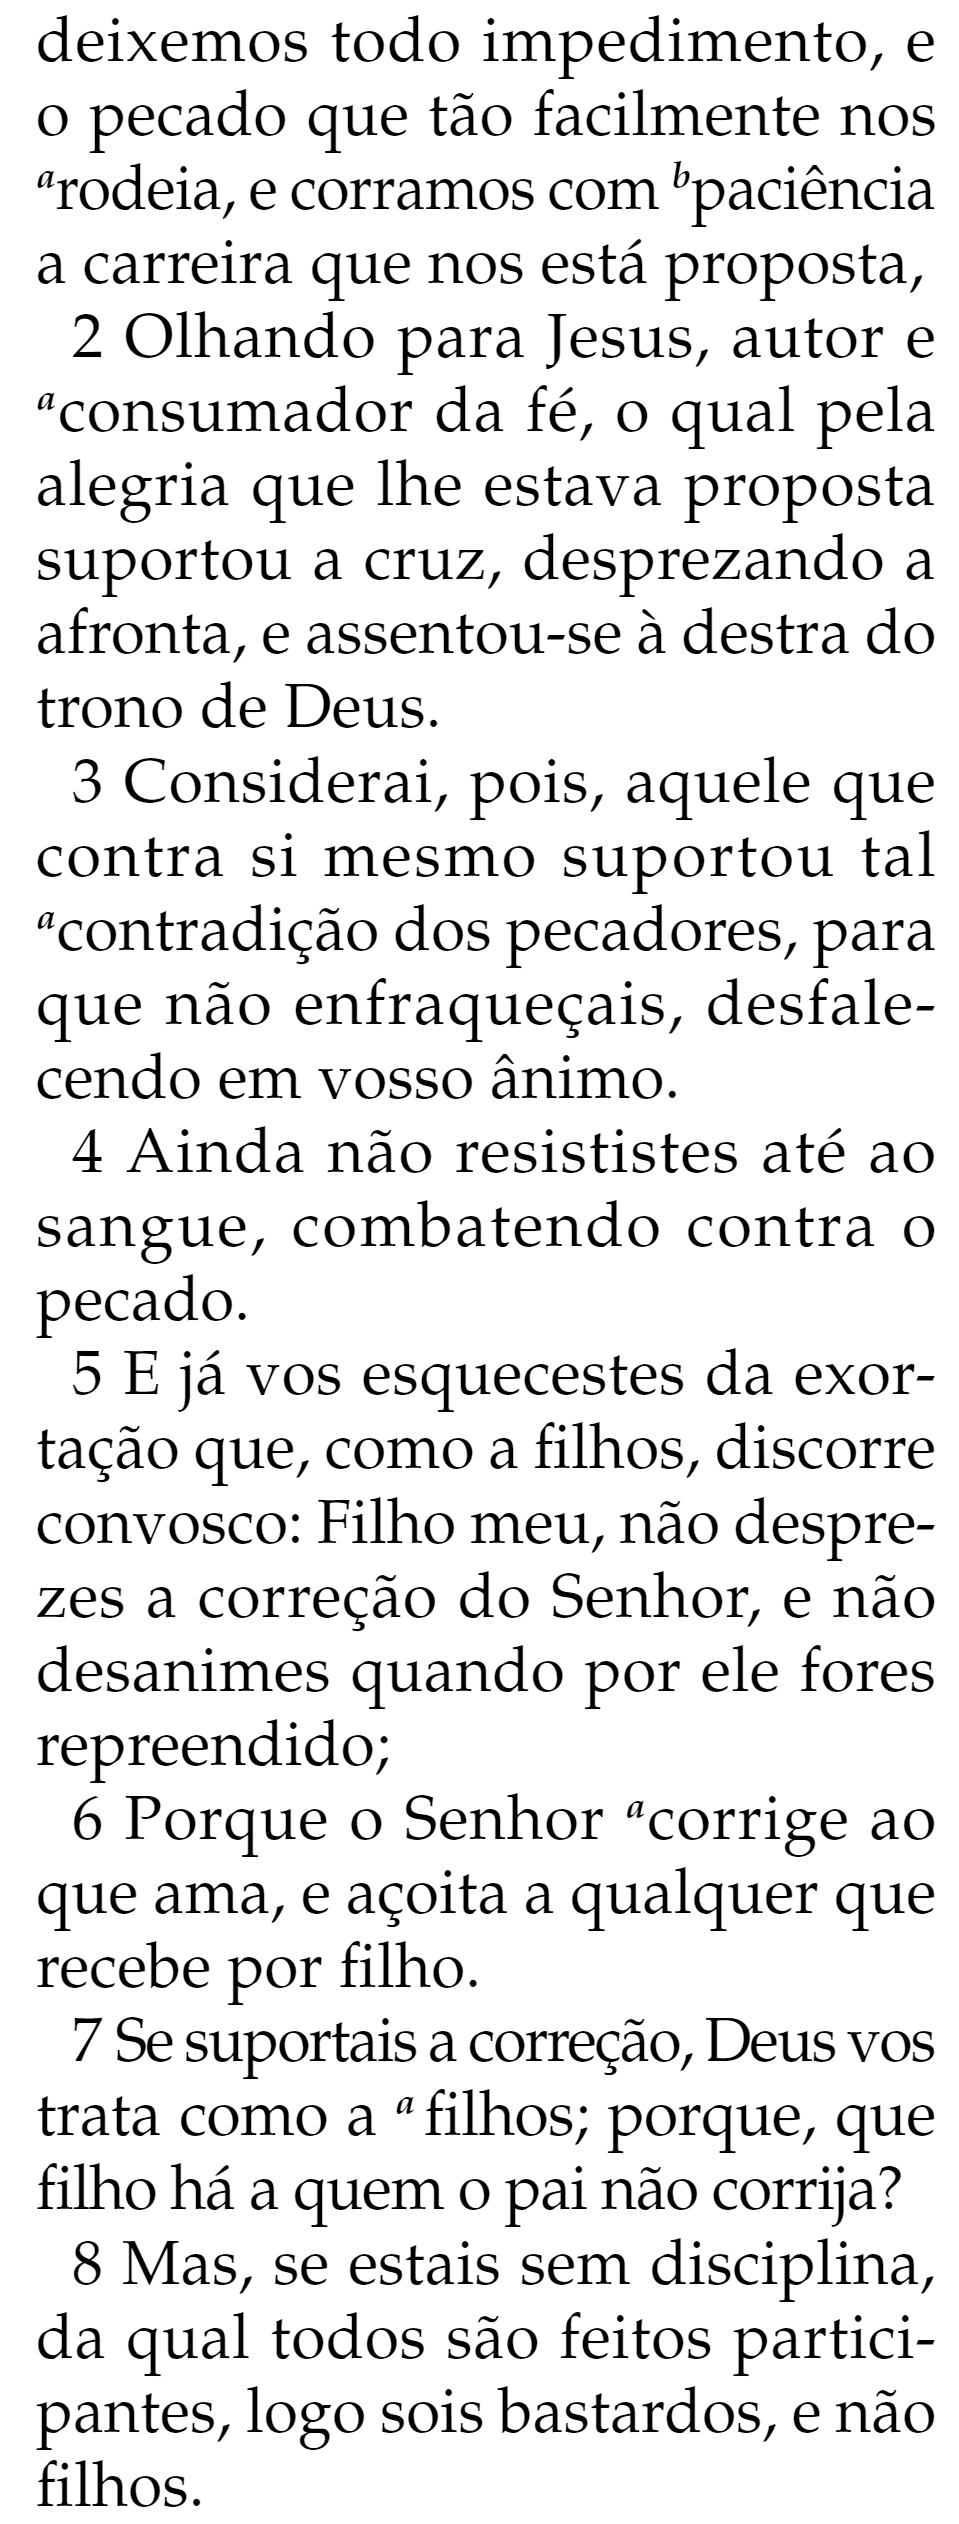 deixemos todo impedimento, e
o pecado que tão facilmente nos
ᵃrodeia, e corramos com ᵇpaciência
a carreira que nos está proposta,
2 Olhando para Jesus, autor e
ᵃconsumador da fé, o qual pela
alegria que lhe estava proposta
suportou a cruz, desprezando a
afronta, e assentou-se à destra do
trono de Deus.
3 Considerai, pois, aquele que
contra si mesmo suportou tal
ᵃcontradição dos pecadores, para
que não enfraqueçais, desfale-
cendo em vosso ânimo.
4 Ainda não resististes até ao
sangue, combatendo contra o
pecado.
5 E já vos esquecestes da exor-
tação que, como a filhos, discorre
convosco: Filho meu, não despre-
zes a correção do Senhor, e não
desanimes quando por ele fores
repreendido;
6 Porque o Senhor ᵃcorrige ao
que ama, e açoita a qualquer que
recebe por filho.
7 Se suportais a correção, Deus vos
trata como a ᵃ filhos; porque, que
filho há a quem o pai não corrija?
8 Mas, se estais sem disciplina,
da qual todos são feitos partici-
pantes, logo sois bastardos, e não
filhos.